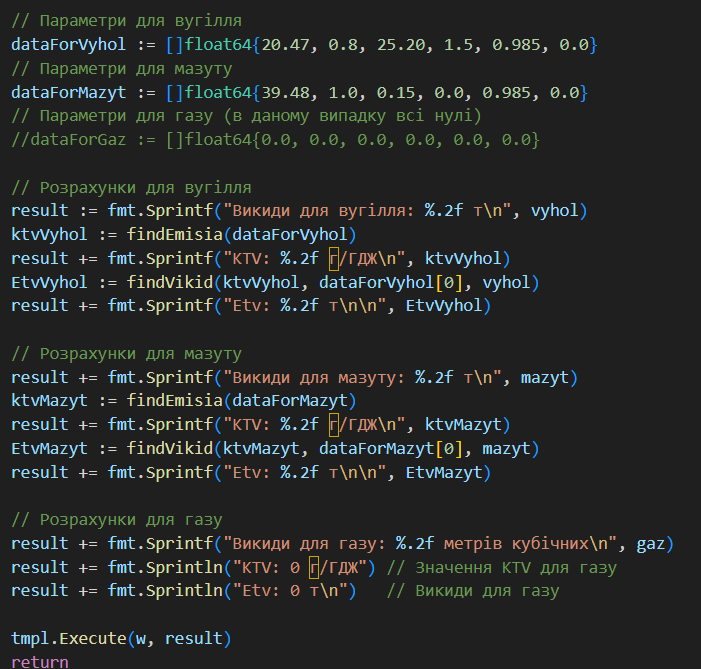 // Параметри для вугілля
dataForVyhol := []float64{20.47, 0.8, 25.20, 1.5, 0.985, 0.0}
// Параметри для мазуту
dataForMazyt := []float64{39.48, 1.0, 0.15, 0.0, 0.985, 0.0}
// Параметри для газу (в даному випадку всі нулі)
//dataForGaz := []float64{0.0, 0.0, 0.0, 0.0, 0.0, 0.0}

// Розрахунки для вугілля
result := fmt.Sprintf("Викиди для вугілля: %.2f т\n", vyhol)
ktvVyhol := findEmisia(dataForVyhol)
result += fmt.Sprintf("KTV: %.2f г/ГДЖ\n", ktvVyhol)
EtvVyhol := findVikid(ktvVyhol, dataForVyhol[0], vyhol)
result += fmt.Sprintf("Etv: %.2f т\n\n", EtvVyhol)

// Розрахунки для мазуту
result += fmt.Sprintf("Викиди для мазуту: %.2f т\n", mazyt)
ktvMazyt := findEmisia(dataForMazyt)
result += fmt.Sprintf("KTV: %.2f г/ГДЖ\n", ktvMazyt)
EtvMazyt := findVikid(ktvMazyt, dataForMazyt[0], mazyt)
result += fmt.Sprintf("Etv: %.2f т\n\n", EtvMazyt)

// Розрахунки для газу
result += fmt.Sprintf("Викиди для газу: %.2f метрів кубічних\n", gaz)
result += fmt.Sprintln("KTV: 0 г/ГДЖ") // Значення KTV для газу
result += fmt.Sprintln("Etv: 0 т\n")   // Викиди для газу

tmpl.Execute(w, result)
return